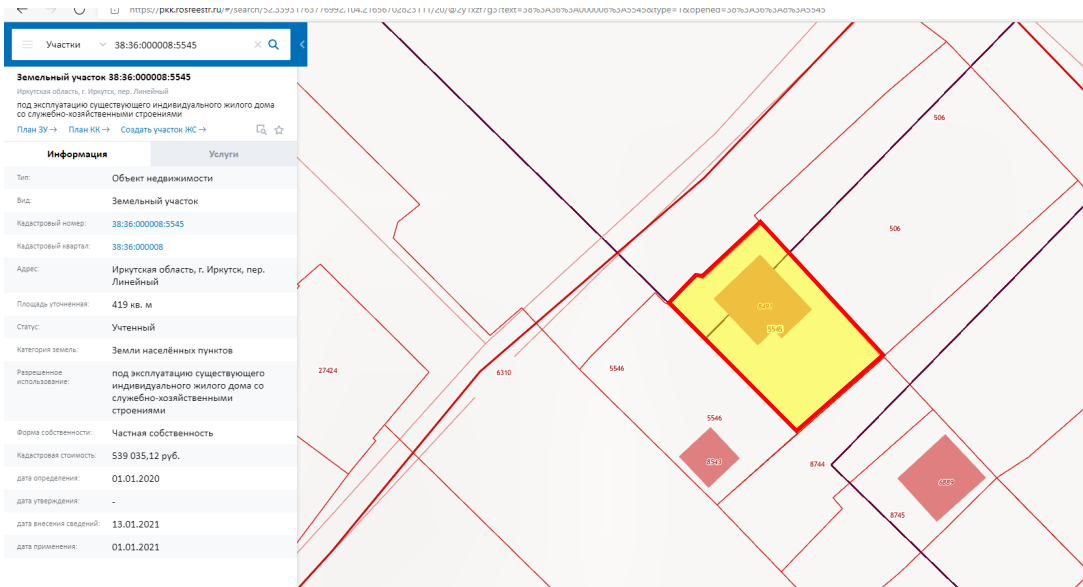 https://pkk.rosreestr.ru/#/search/52.33931763776992,104.21656702823111/20/@2y1xzf7g3?text=38%3A36%3A000008%3A5545&type=1&opened=38%3A36%3A8%3A5545
Участки
38:36:000008:5545
Земельный участок 38:36:000008:5545
Иркутская область, г. Иркутск, пер. Линейный
под эксплуатацию существующего индивидуального жилого дома
со служебно-хозяйственными строениями
План ЗУ → План КК → Создать участок ЖС →
Информация Услуги
Тип: Объект недвижимости
Вид: Земельный участок
Кадастровый номер: 38:36:000008:5545
Кадастровый квартал: 38:36:000008
Адрес: Иркутская область, г. Иркутск, пер.
Линейный
Площадь уточненная: 419 кв. м
Статус: Учтенный
Категория земель: Земли населённых пунктов
Разрешенное
использование:
под эксплуатацию существующего
индивидуального жилого дома со
служебно-хозяйственными
строениями
Форма собственности: Частная собственность
Кадастровая стоимость: 539 035,12 руб.
дата определения: 01.01.2020
дата утверждения: -
дата внесения сведений: 13.01.2021
дата применения: 01.01.2021
506
506
5545
27424
6310
5546
5546
8543
8744
6889
8745